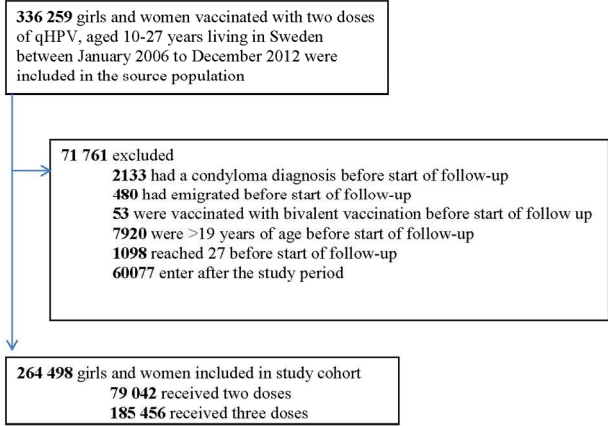 336 259 girls and women vaccinated with two doses
of qHPV, aged 10-27 years living in Sweden
between January 2006 to December 2012 were
included in the source population
71 761 excluded
2133 had a condyloma diagnosis before start of follow-up
480 had emigrated before start of follow-up
53 were vaccinated with bivalent vaccination before start of follow up
7920 were >19 years of age before start of follow-up
1098 reached 27 before start of follow-up
60077 enter after the study period
264 498 girls and women included in study cohort
79 042 received two doses
185 456 received three doses